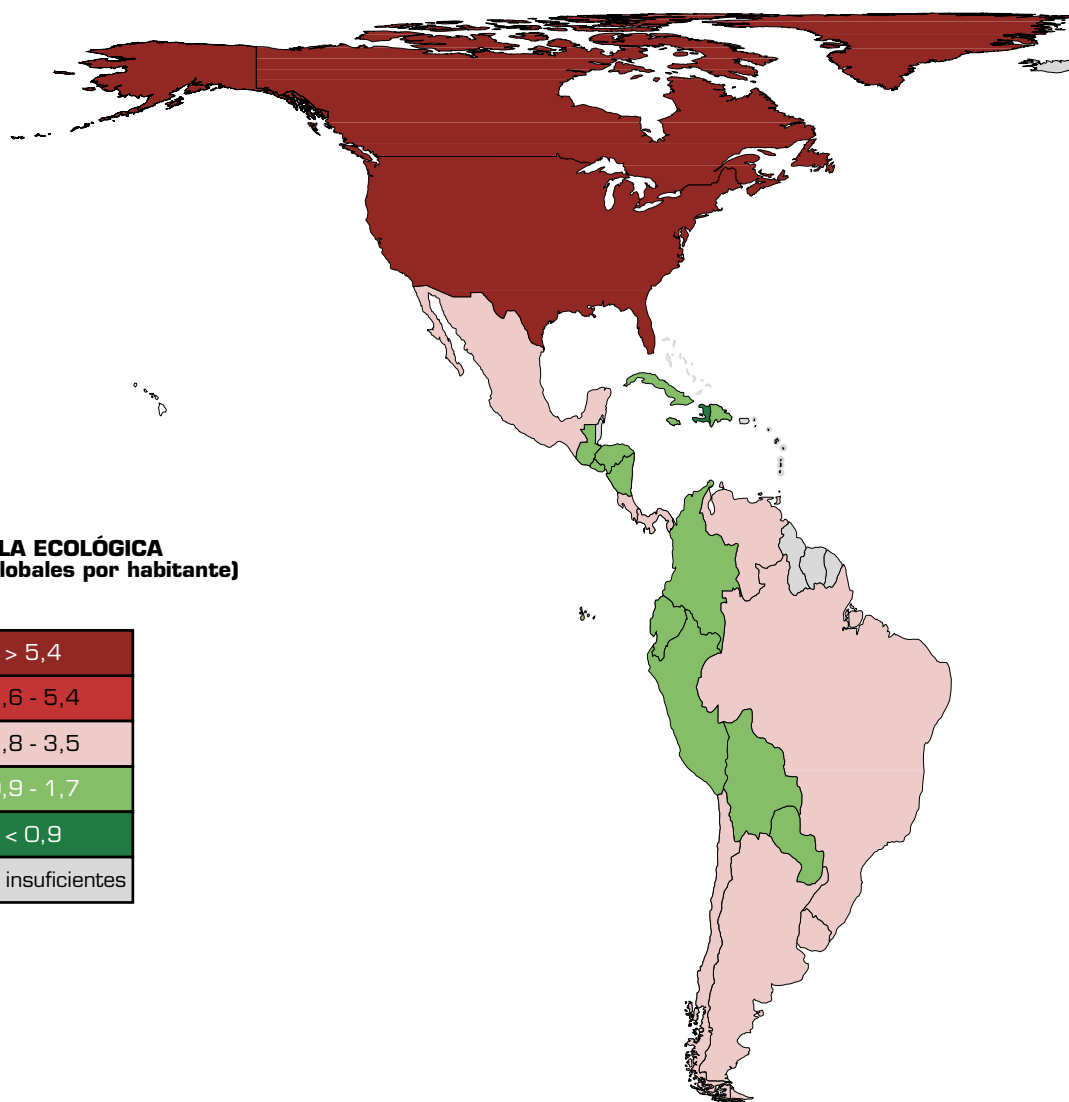 LA ECOLÓGICA
lobales por habitante)
> 5,4
,6 - 5,4
,8 - 3,5
,9 - 1,7
< 0,9
insuficientes